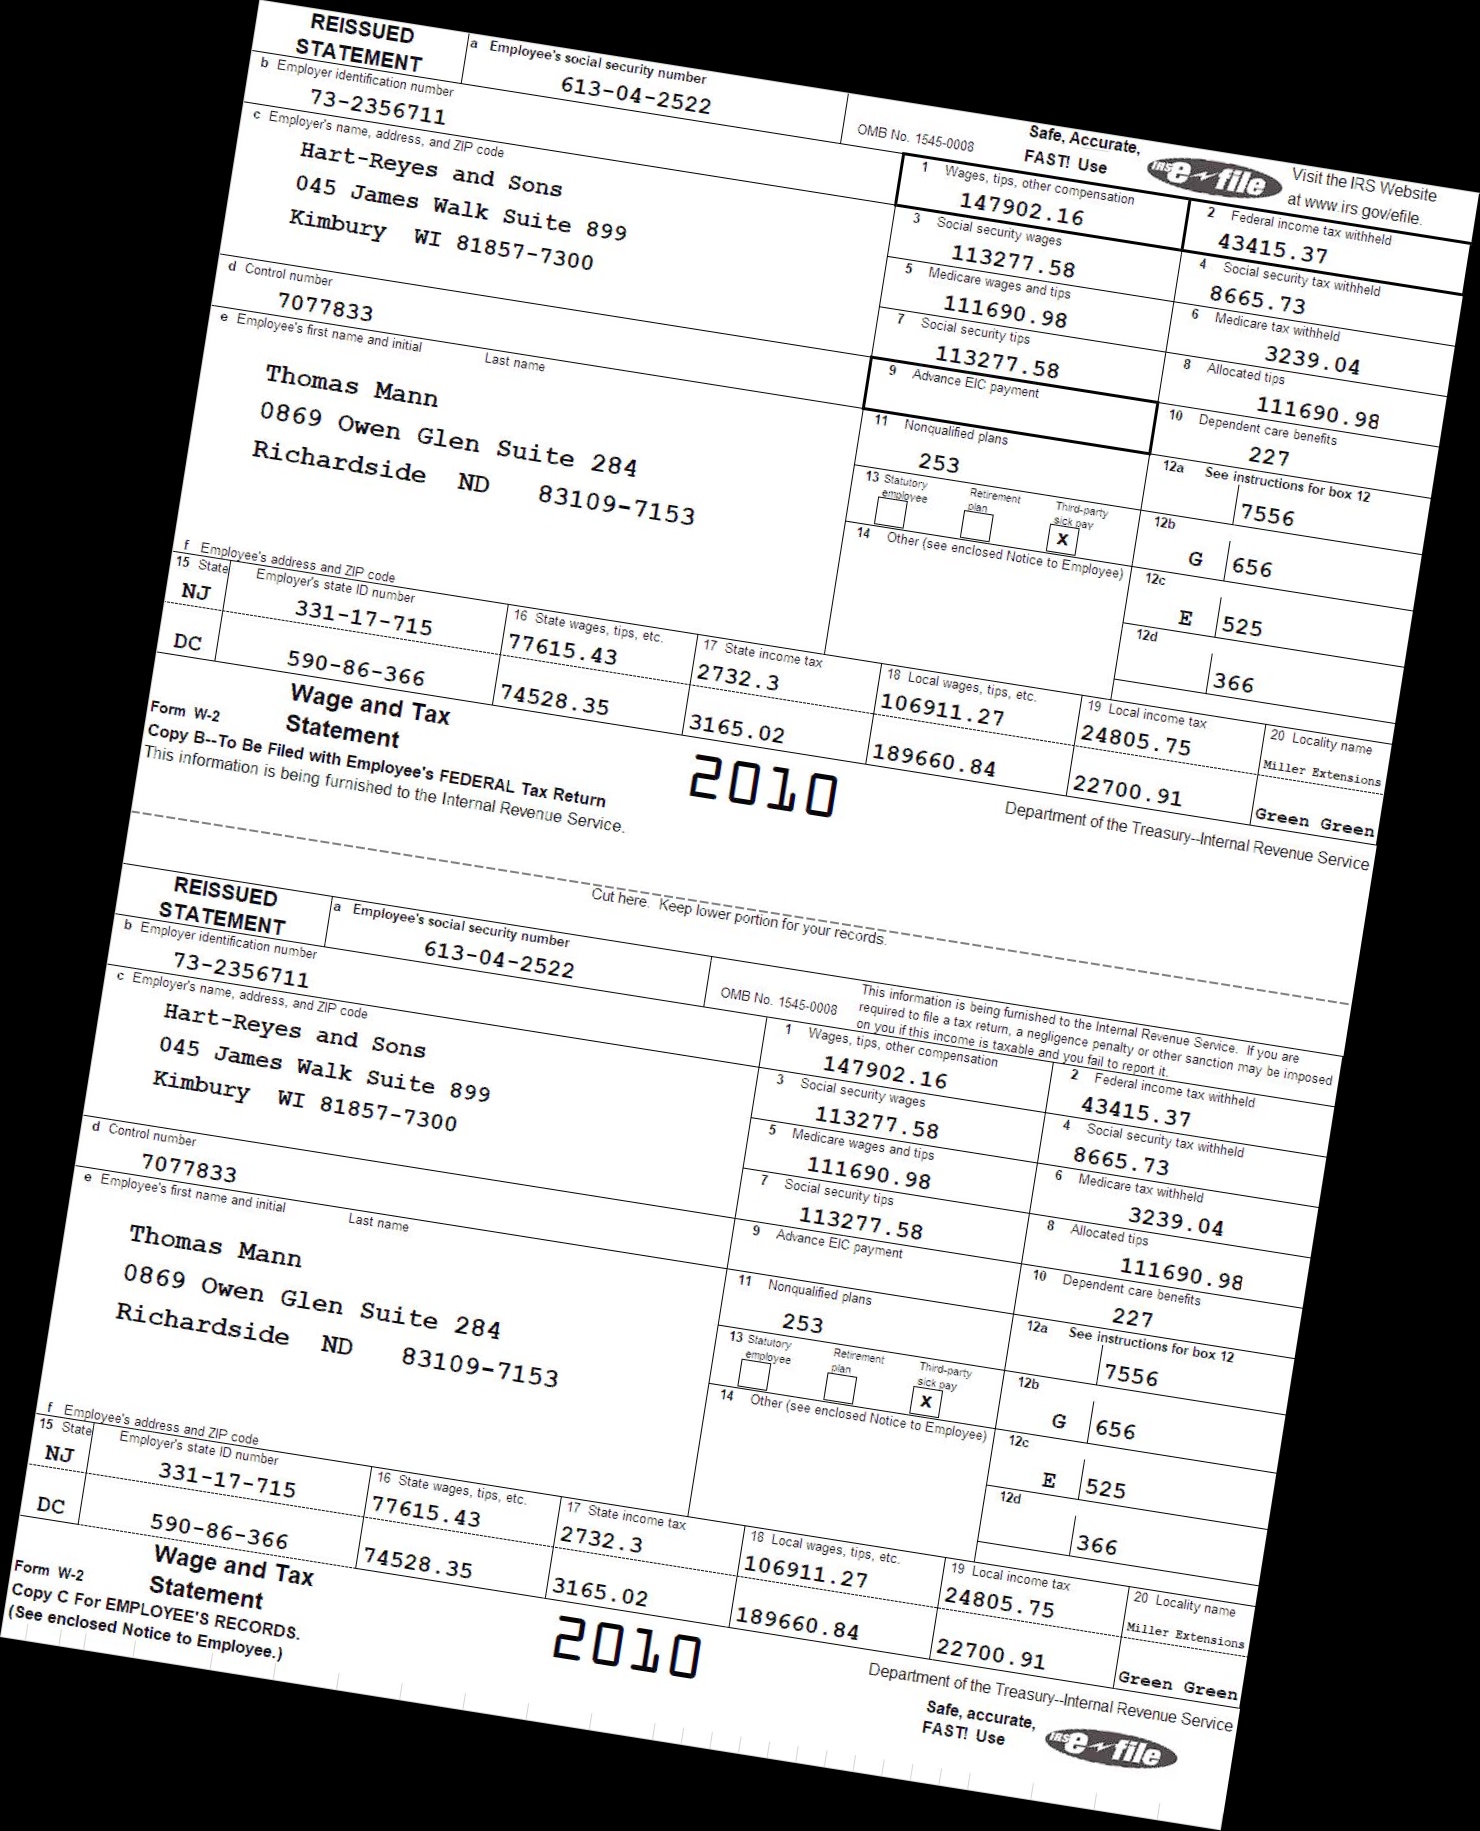 REISSUED
STATEMENT
a Employee's social security number
613-04-2522
OMB No. 1545-0008
Safe, Accurate,
FAST! Use
IRS e-file
Visit the IRS Website
at www.irs.gov/efile.
b Employer identification number
73-2356711
c Employer's name, address, and ZIP code
Hart-Reyes and Sons
045 James Walk Suite 899
Kimbury WI 81857-7300
1 Wages, tips, other compensation
147902.16
2 Federal income tax withheld
43415.37
3 Social security wages
113277.58
4 Social security tax withheld
8665.73
5 Medicare wages and tips
111690.98
6 Medicare tax withheld
3239.04
d Control number
7077833
7 Social security tips
113277.58
8 Allocated tips
111690.98
e Employee's first name and initial Last name
Thomas Mann
0869 Owen Glen Suite 284
Richardside ND 83109-7153
9 Advance EIC payment
10 Dependent care benefits
227
11 Nonqualified plans
253
12a See instructions for box 12
7556
13 Statutory employee
Retirement plan
Third-party sick pay
X
12b
G 656
14 Other (see enclosed Notice to Employee)
12c
E 525
12d
366
f Employee's address and ZIP code
15 State Employer's state ID number
NJ 331-17-715
DC 590-86-366
16 State wages, tips, etc.
77615.43
74528.35
17 State income tax
2732.3
3165.02
18 Local wages, tips, etc.
106911.27
189660.84
19 Local income tax
24805.75
22700.91
20 Locality name
Miller Extensions
Green Green
Form W-2
Wage and Tax
Statement
2010
Copy B--To Be Filed with Employee's FEDERAL Tax Return
This information is being furnished to the Internal Revenue Service.
Department of the Treasury--Internal Revenue Service
Cut here. Keep lower portion for your records.
REISSUED
STATEMENT
a Employee's social security number
613-04-2522
OMB No. 1545-0008
This information is being furnished to the Internal Revenue Service. If you are
required to file a tax return, a negligence penalty or other sanction may be imposed
on you if this income is taxable and you fail to report it.
b Employer identification number
73-2356711
c Employer's name, address, and ZIP code
Hart-Reyes and Sons
045 James Walk Suite 899
Kimbury WI 81857-7300
1 Wages, tips, other compensation
147902.16
2 Federal income tax withheld
43415.37
3 Social security wages
113277.58
4 Social security tax withheld
8665.73
5 Medicare wages and tips
111690.98
6 Medicare tax withheld
3239.04
d Control number
7077833
7 Social security tips
113277.58
8 Allocated tips
111690.98
e Employee's first name and initial Last name
Thomas Mann
0869 Owen Glen Suite 284
Richardside ND 83109-7153
9 Advance EIC payment
10 Dependent care benefits
227
11 Nonqualified plans
253
12a See instructions for box 12
7556
13 Statutory employee
Retirement plan
Third-party sick pay
X
12b
G 656
14 Other (see enclosed Notice to Employee)
12c
E 525
12d
366
f Employee's address and ZIP code
15 State Employer's state ID number
NJ 331-17-715
DC 590-86-366
16 State wages, tips, etc.
77615.43
74528.35
17 State income tax
2732.3
3165.02
18 Local wages, tips, etc.
106911.27
189660.84
19 Local income tax
24805.75
22700.91
20 Locality name
Miller Extensions
Green Green
Form W-2
Wage and Tax
Statement
2010
Copy C For EMPLOYEE'S RECORDS.
(See enclosed Notice to Employee.)
Department of the Treasury--Internal Revenue Service
Safe, accurate,
FAST! Use
IRS e-file